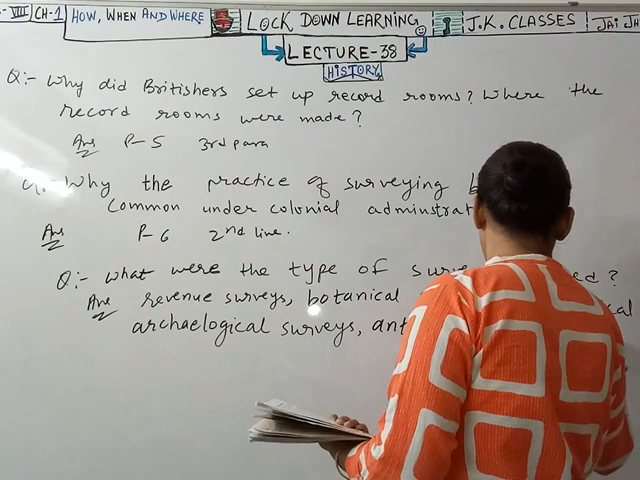 VIII CH-1 HOW, WHEN AND WHERE LOCK DOWN LEARNING J.K. CLASSES JAI JH
LECTURE-38
HISTORY
Q:- Why did Britishers set up record rooms? Where the
record rooms were made?
Ans P-5 3rd para
Q:- Why the practice of surveying
common under colonial adminstrat
Ans P-6 2nd line.
Q:- What were the type of surve ed?
Ans revenue surveys, botanical cal
archaelogical surveys, ant